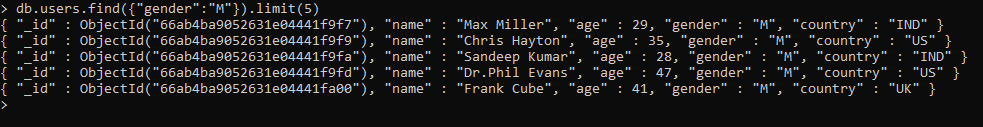 > db.users.find({"gender":"M"}).limit(5)
{ "_id" : ObjectId("66ab4ba9052631e04441f9f7"), "name" : "Max Miller", "age" : 29, "gender" : "M", "country" : "IND" }
{ "_id" : ObjectId("66ab4ba9052631e04441f9f9"), "name" : "Chris Hayton", "age" : 35, "gender" : "M", "country" : "US" }
{ "_id" : ObjectId("66ab4ba9052631e04441f9fa"), "name" : "Sandeep Kumar", "age" : 28, "gender" : "M", "country" : "IND" }
{ "_id" : ObjectId("66ab4ba9052631e04441f9fd"), "name" : "Dr.Phil Evans", "age" : 47, "gender" : "M", "country" : "US" }
{ "_id" : ObjectId("66ab4ba9052631e04441fa00"), "name" : "Frank Cube", "age" : 41, "gender" : "M", "country" : "UK" }
>